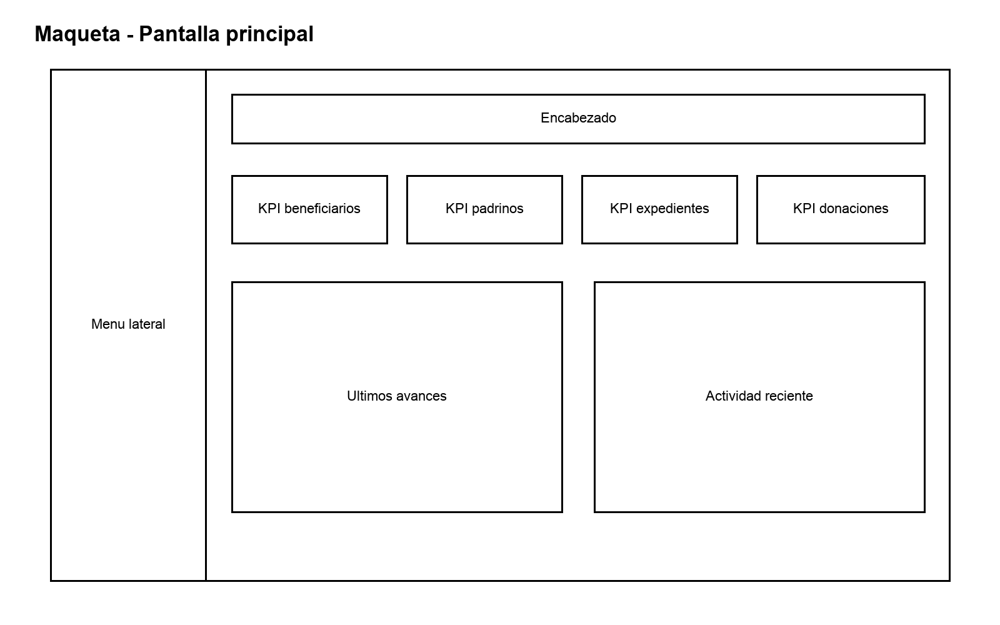 Maqueta - Pantalla principal
Encabezado
KPI beneficiarios
KPI padrinos
KPI expedientes
KPI donaciones
Menu lateral
Ultimos avances
Actividad reciente